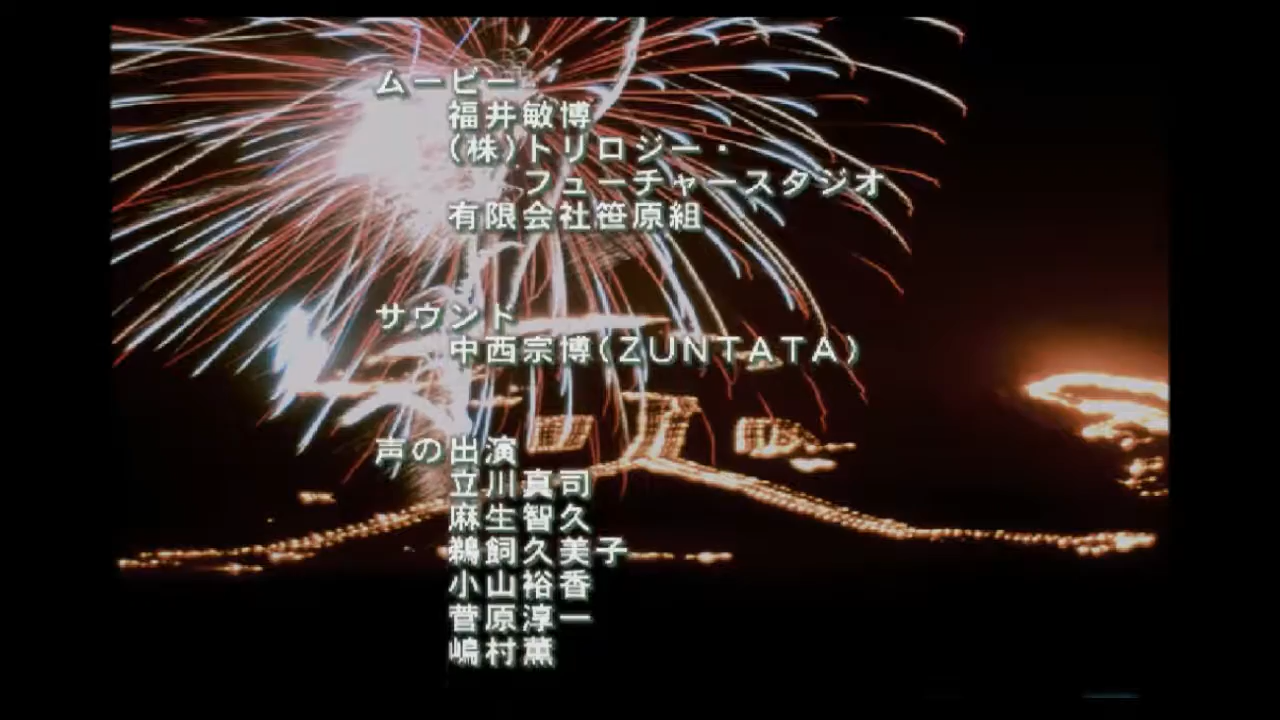 ムービー
福井敏博
(株)トリロジー・
フューチャースタジオ
有限会社笹原組
サウンド
中西宗博(ZUNTATA)
声の出演
立川真司
麻生智久
鵜飼久美子
小山裕香
菅原淳一
嶋村薫